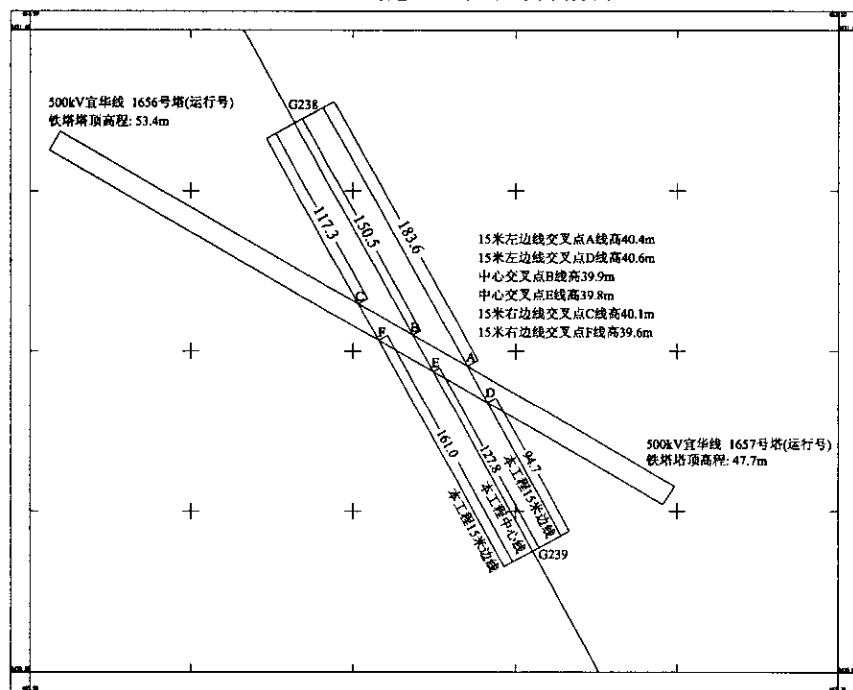 G238
500kV宜华线 1656号塔(运行号)
铁塔塔顶高程: 53.4m
117.3
150.5
183.6
15米左边线交叉点A线高40.4m
15米左边线交叉点D线高40.6m
中心交叉点B线高39.9m
中心交叉点E线高39.8m
15米右边线交叉点C线高40.1m
15米右边线交叉点F线高39.6m
C
B
F
E
A
D
161.0
127.8
94.7
500kV宜华线 1657号塔(运行号)
铁塔塔顶高程: 47.7m
本工程15米边线
本工程中心线
本工程15米边线
G239